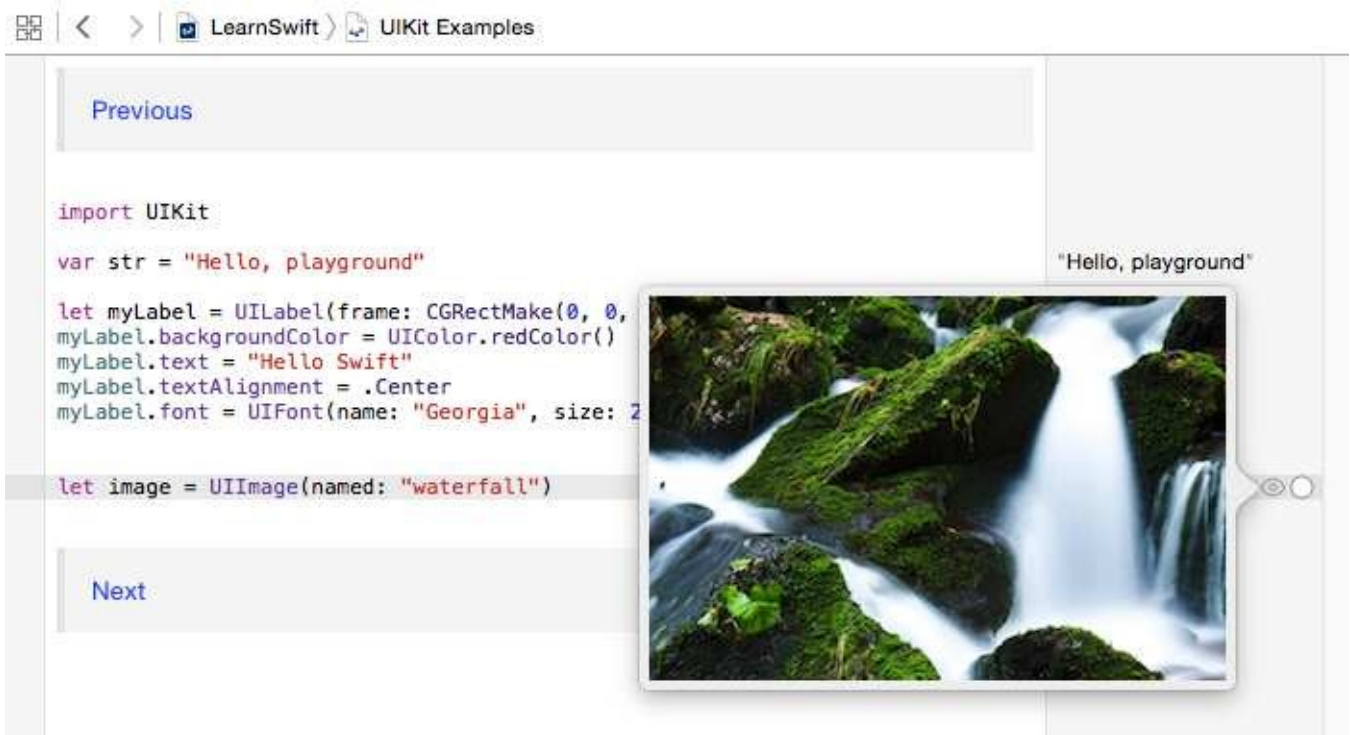 LearnSwift UIKit Examples
Previous
import UIKit
var str = "Hello, playground"
"Hello, playground"
let myLabel = UILabel(frame: CGRectMake(0, 0,
myLabel.backgroundColor = UIColor.redColor()
myLabel.text = "Hello Swift"
myLabel.textAlignment = .Center
myLabel.font = UIFont(name: "Georgia", size: 2
let image = UIImage(named: "waterfall")
Next